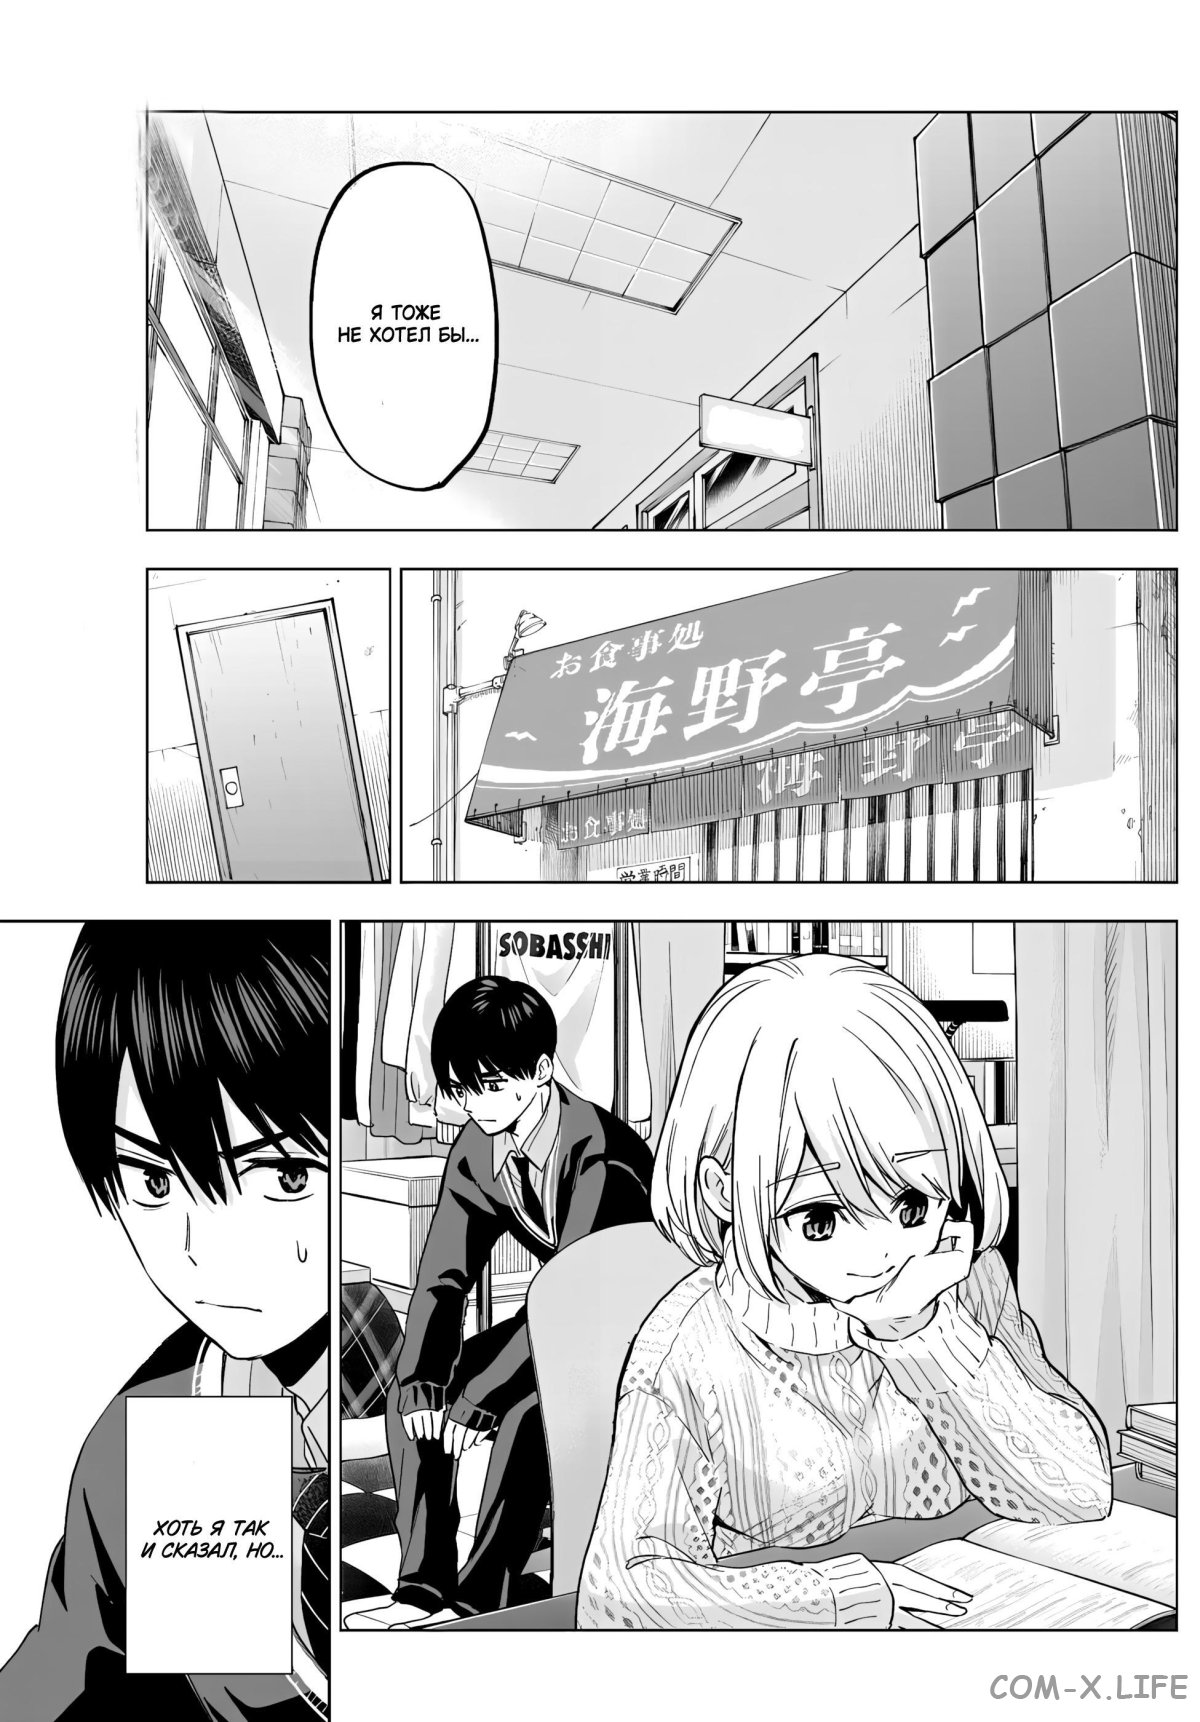 Я ТОЖЕ
НЕ ХОТЕЛ БЫ...
お食事処
海野亭
海野亭
お食事処
営業時間
SOBASSHI
ХОТЬ Я ТАК
И СКАЗАЛ, НО...
COM-X.LIFE